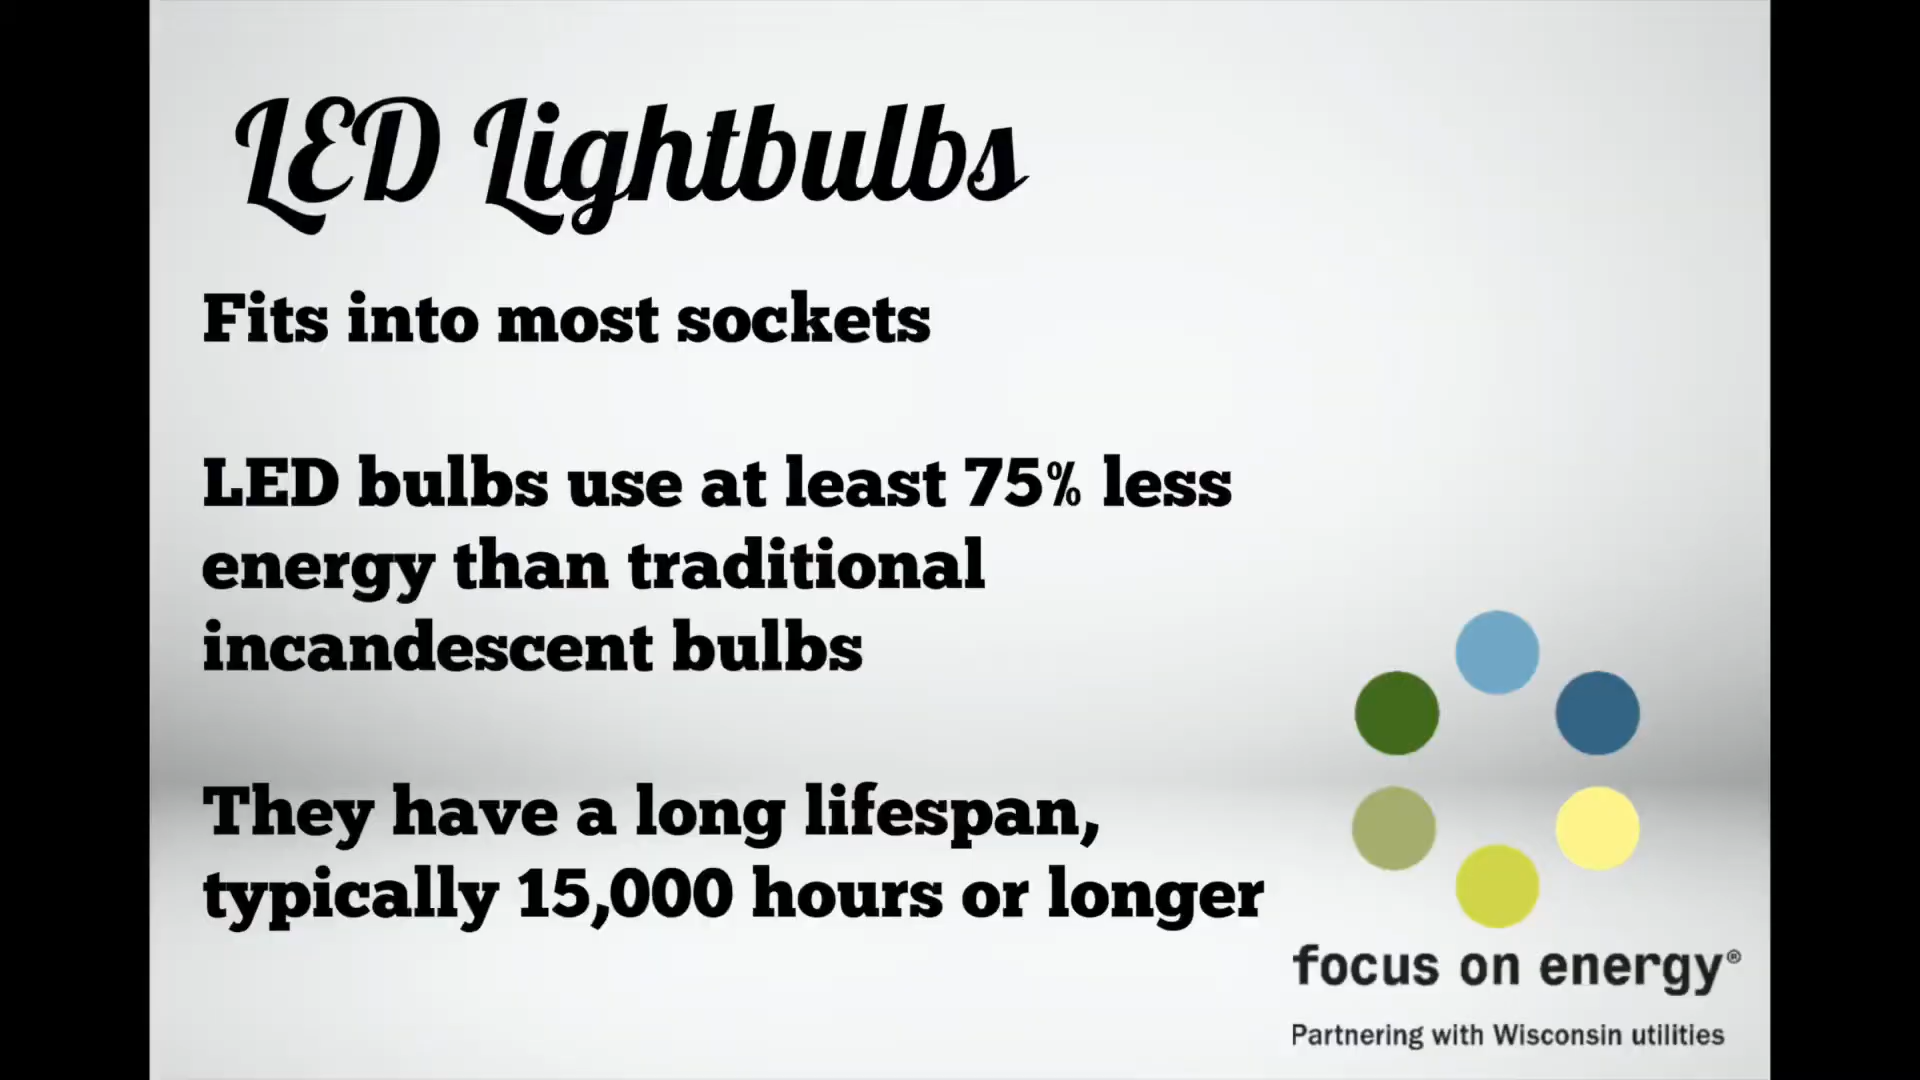 LED Lightbulbs
Fits into most sockets
LED bulbs use at least 75% less
energy than traditional
incandescent bulbs
They have a long lifespan,
typically 15,000 hours or longer
focus on energy®
Partnering with Wisconsin utilities